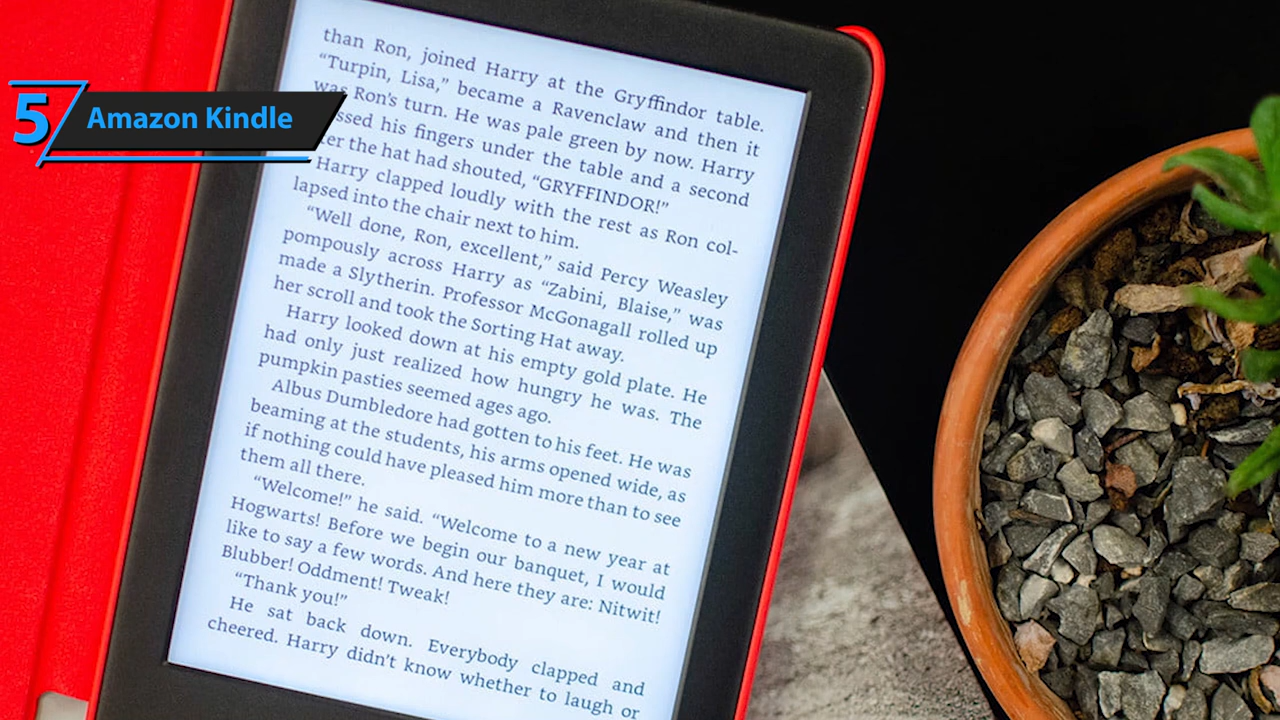 5 Amazon Kindle
than Ron, joined Harry at the Gryffindor table.
“Turpin, Lisa,” became a Ravenclaw and then it
was Ron’s turn. He was pale green by now. Harry
ssed his fingers under the table and a second
ter the hat had shouted, “GRYFFINDOR!”
Harry clapped loudly with the rest as Ron col-
lapsed into the chair next to him.
“Well done, Ron, excellent,” said Percy Weasley
pompously across Harry as “Zabini, Blaise,” was
made a Slytherin. Professor McGonagall rolled up
her scroll and took the Sorting Hat away.
Harry looked down at his empty gold plate. He
had only just realized how hungry he was. The
pumpkin pasties seemed ages ago.
Albus Dumbledore had gotten to his feet. He was
beaming at the students, his arms opened wide, as
if nothing could have pleased him more than to see
them all there.
“Welcome!” he said. “Welcome to a new year at
Hogwarts! Before we begin our banquet, I would
like to say a few words. And here they are: Nitwit!
Blubber! Oddment! Tweak!
“Thank you!”
He sat back down. Everybody clapped and
cheered. Harry didn’t know whether to laugh or